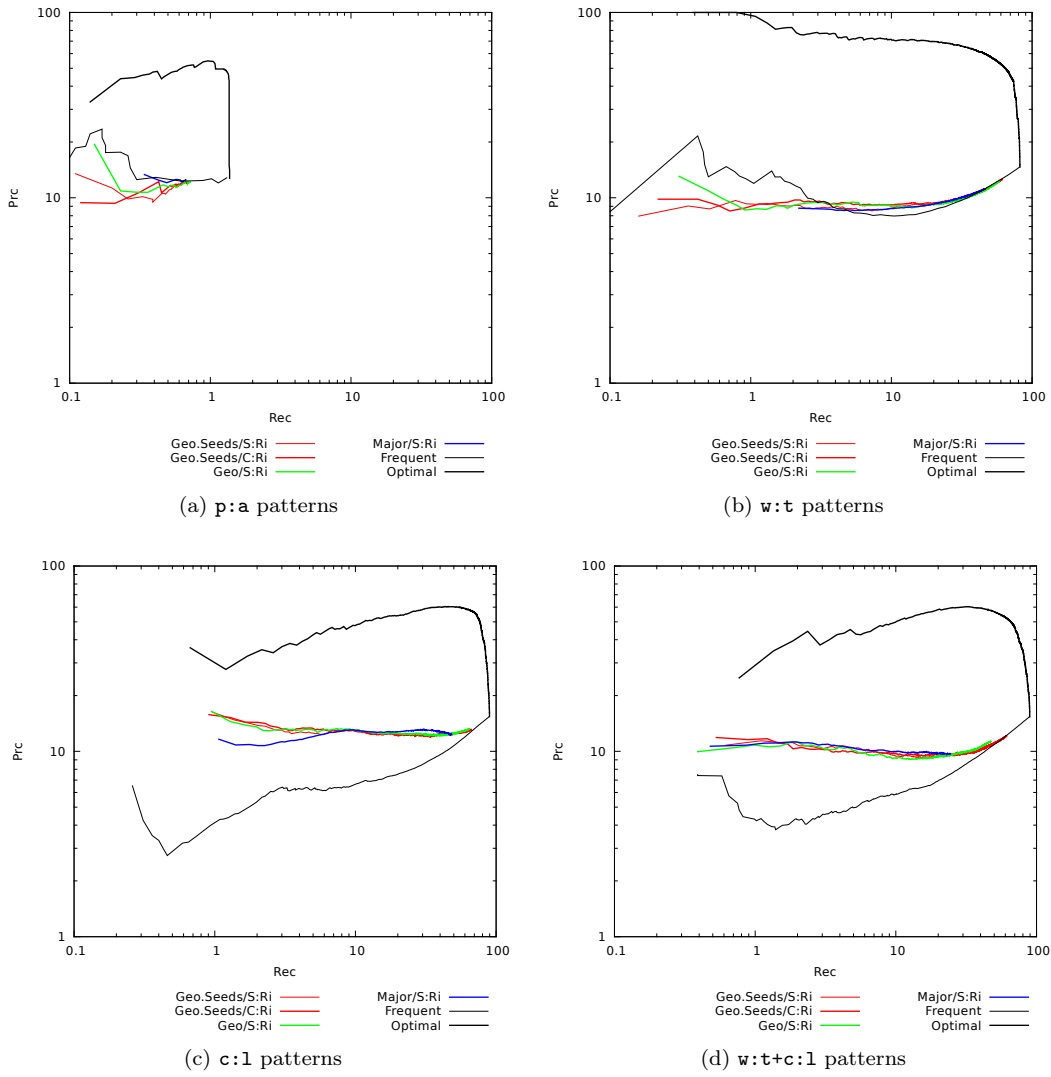 100
10
1
0.1 1 10 100
Prc
Rec
Geo.Seeds/S:Ri Major/S:Ri
Geo.Seeds/C:Ri Frequent
Geo/S:Ri Optimal
(a) p:a patterns
100
10
1
0.1 1 10 100
Prc
Rec
Geo.Seeds/S:Ri Major/S:Ri
Geo.Seeds/C:Ri Frequent
Geo/S:Ri Optimal
(b) w:t patterns
100
10
1
0.1 1 10 100
Prc
Rec
Geo.Seeds/S:Ri Major/S:Ri
Geo.Seeds/C:Ri Frequent
Geo/S:Ri Optimal
(c) c:l patterns
100
10
1
0.1 1 10 100
Prc
Rec
Geo.Seeds/S:Ri Major/S:Ri
Geo.Seeds/C:Ri Frequent
Geo/S:Ri Optimal
(d) w:t+c:l patterns